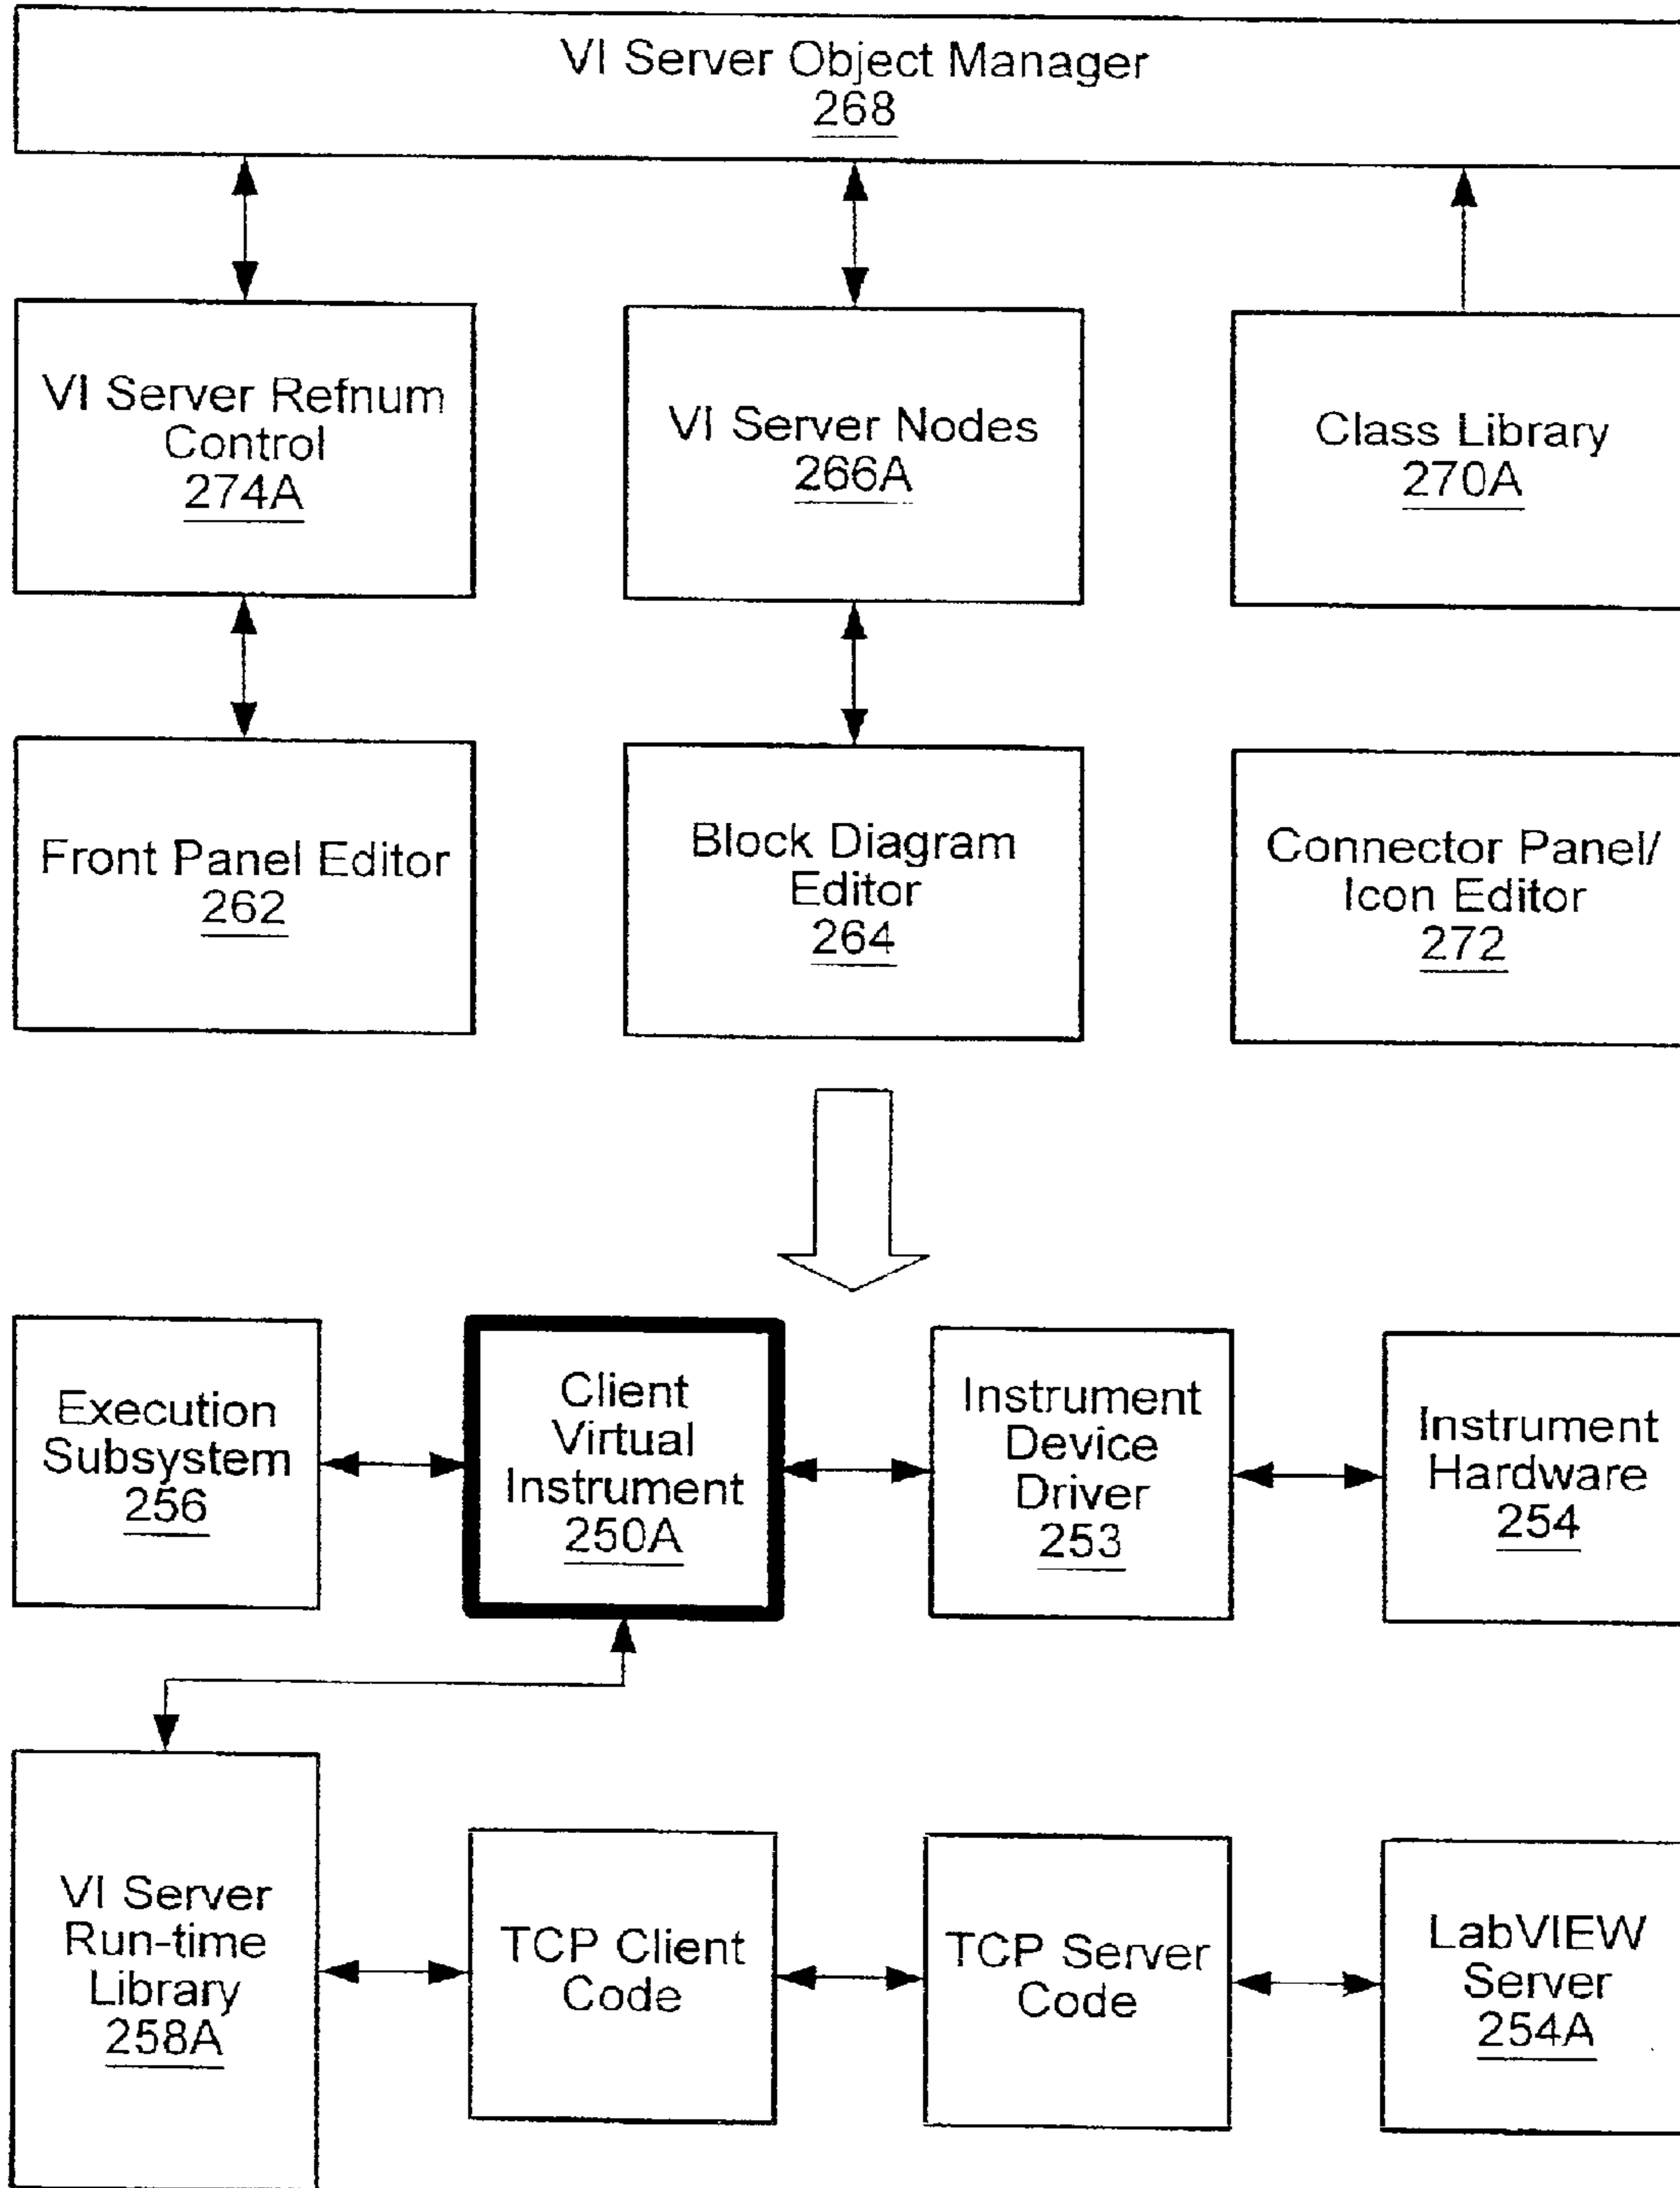 VI Server Object Manager
268
VI Server Refnum
Control
274A
VI Server Nodes
266A
Class Library
270A
Front Panel Editor
262
Block Diagram
Editor
264
Connector Panel/
Icon Editor
272
Execution
Subsystem
256
Client
Virtual
Instrument
250A
Instrument
Device
Driver
253
Instrument
Hardware
254
VI Server
Run-time
Library
258A
TCP Client
Code
TCP Server
Code
LabVIEW
Server
254A